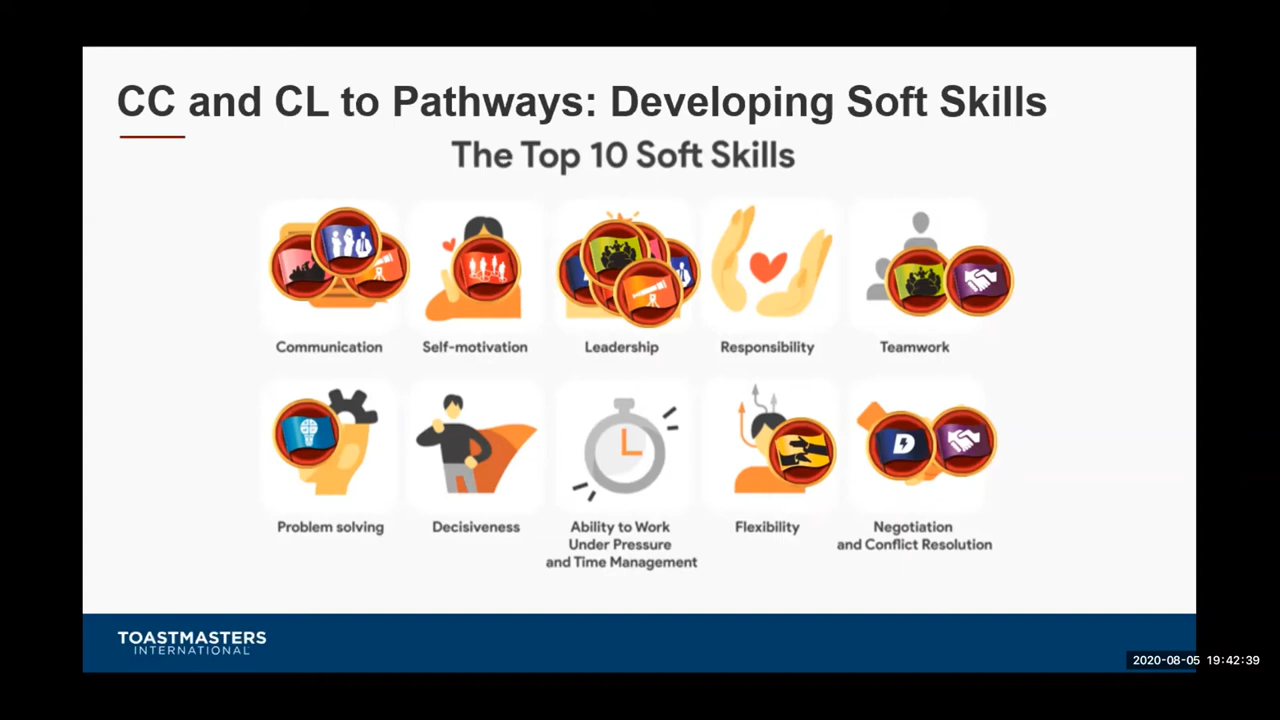 CC and CL to Pathways: Developing Soft Skills
The Top 10 Soft Skills
Communication
Self-motivation
Leadership
Responsibility
Teamwork
Problem solving
Decisiveness
Ability to Work
Under Pressure
and Time Management
Flexibility
Negotiation
and Conflict Resolution
D
TOASTMASTERS
INTERNATIONAL
2020-08-05 19:42:39